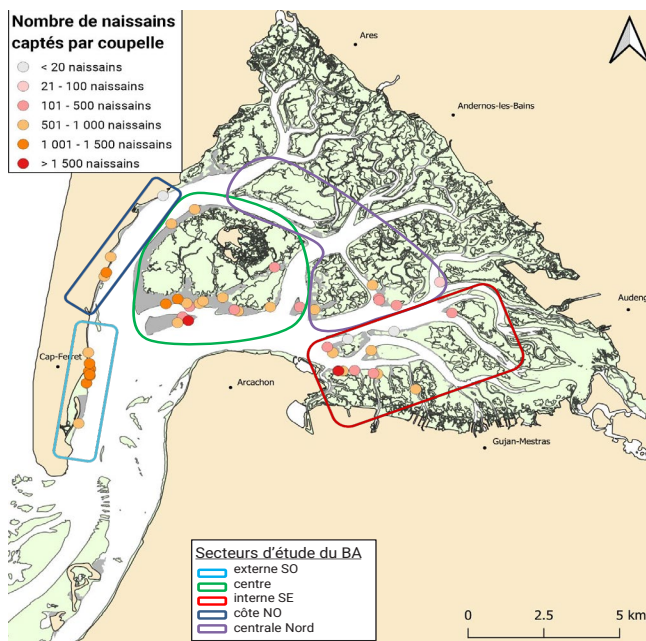 Nombre de naissains
captés par coupelle
< 20 naissains
21 - 100 naissains
101 - 500 naissains
501 - 1 000 naissains
1 001 - 1 500 naissains
> 1 500 naissains
Ares
Andernos-les-Bains
Audeng
Cap-Ferret
Arcachon
Gujan-Mestras
Secteurs d'étude du BA
externe SO
centre
interne SE
côte NO
centrale Nord
0 2.5 5 km